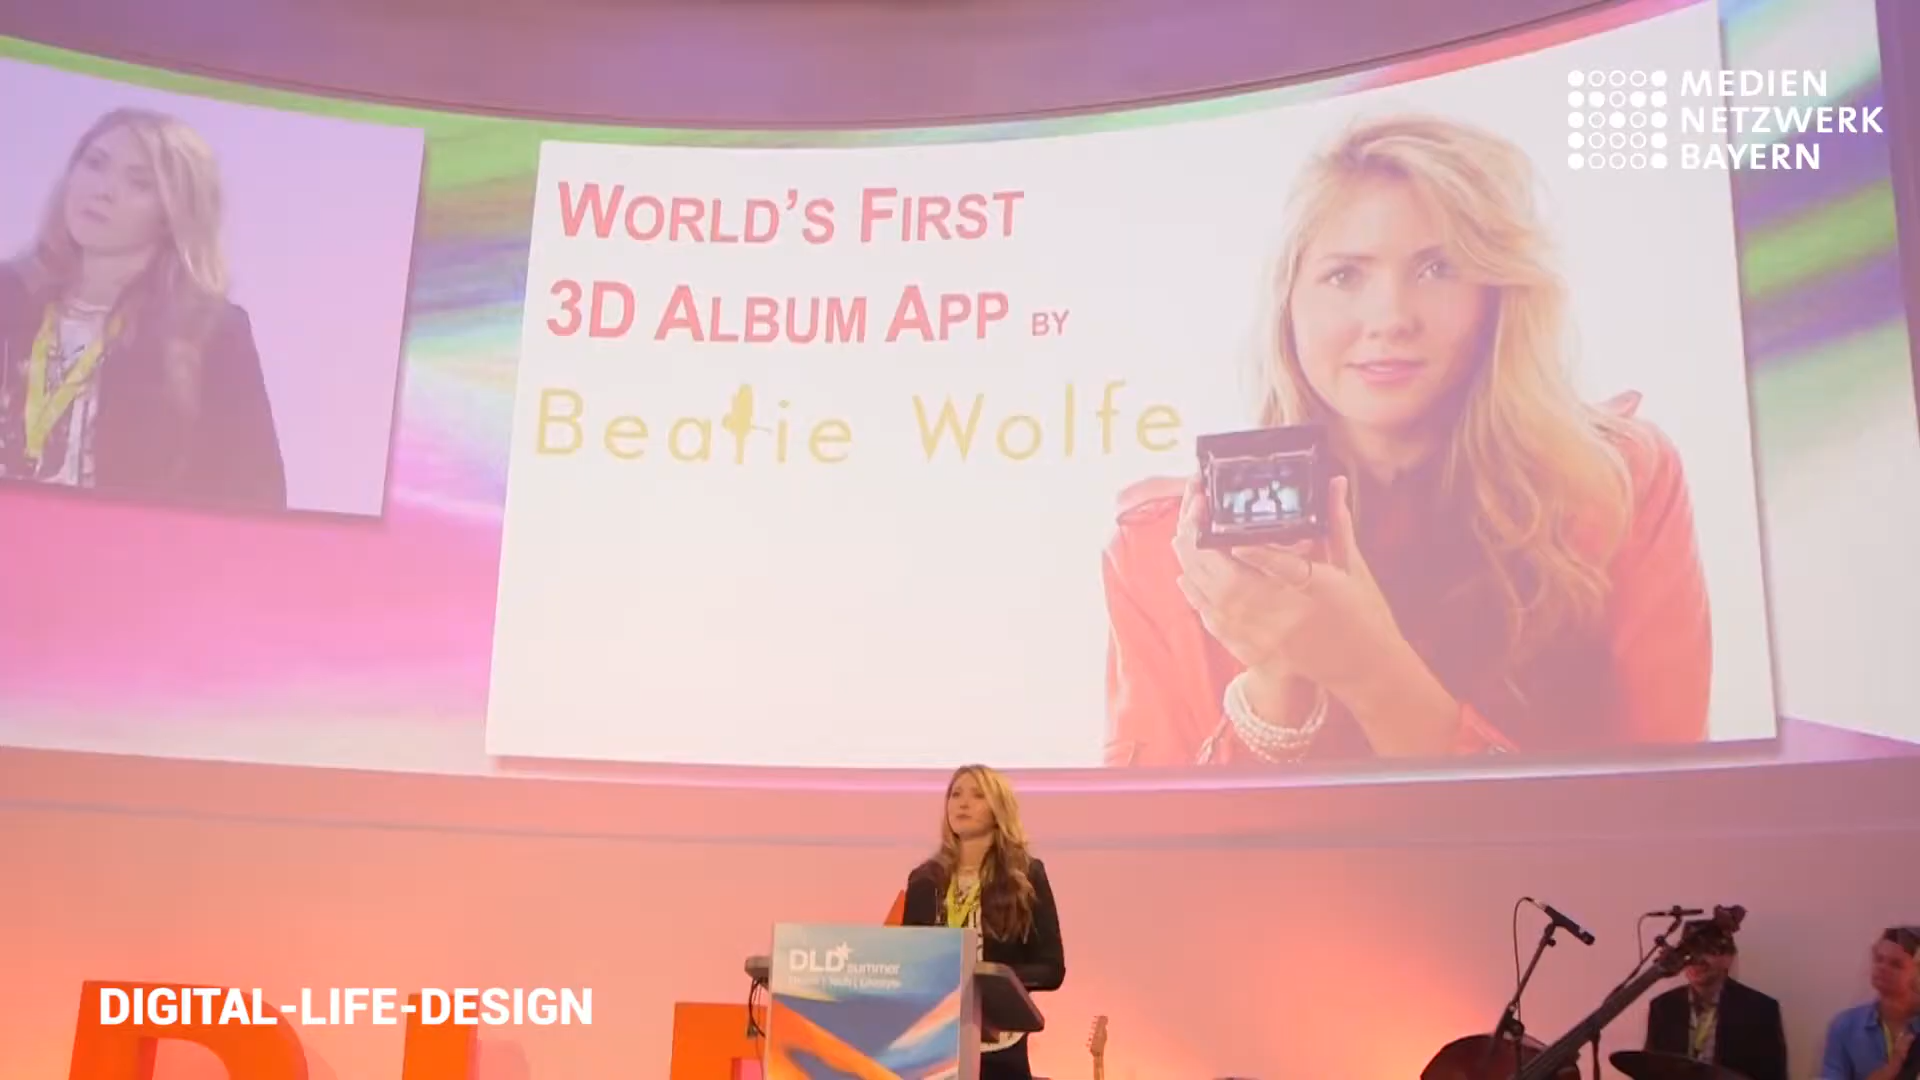 MEDIEN
NETZWERK
BAYERN
WORLD'S FIRST
3D ALBUM APP BY
Beatie Wolfe
DLD summer
DIGITAL-LIFE-DESIGN